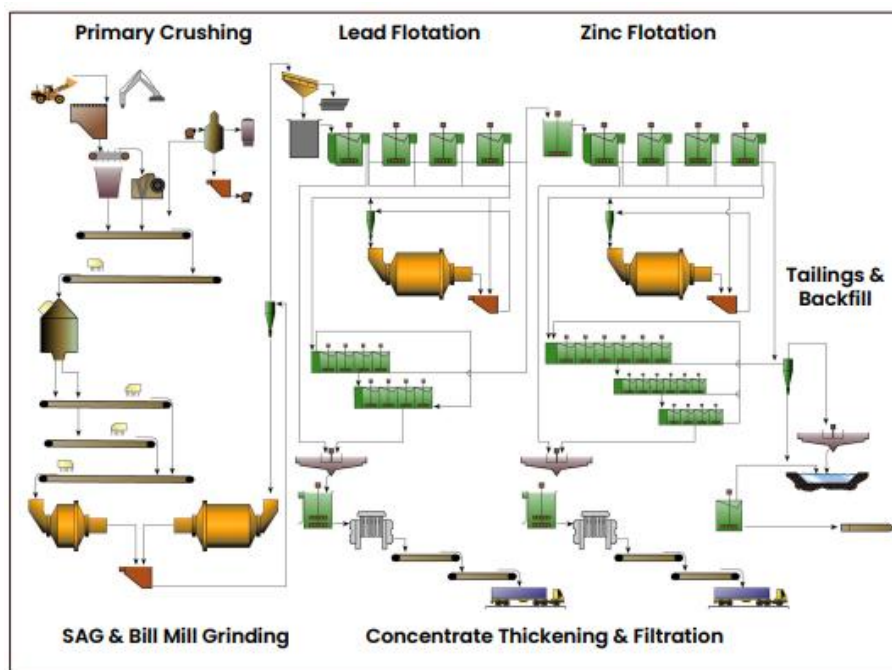 Primary Crushing
Lead Flotation
Zinc Flotation
Tailings &
Backfill
SAG & Bill Mill Grinding
Concentrate Thickening & Filtration